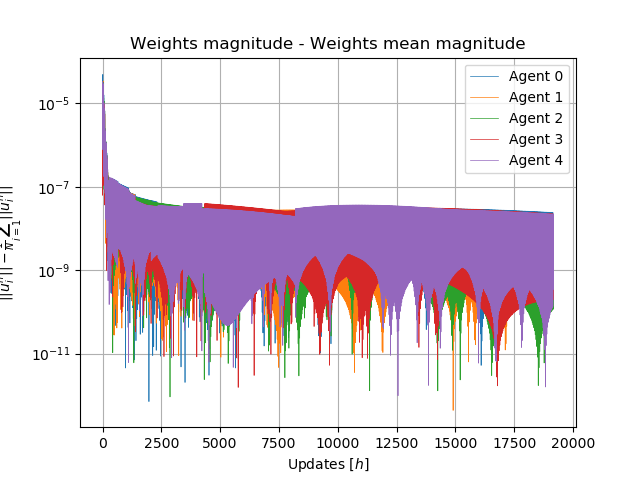 Weights magnitude - Weights mean magnitude
Agent 0
Agent 1
Agent 2
Agent 3
Agent 4
10⁻⁵
10⁻⁷
10⁻⁹
10⁻¹¹
0 2500 5000 7500 10000 12500 15000 17500 20000
Updates [h]